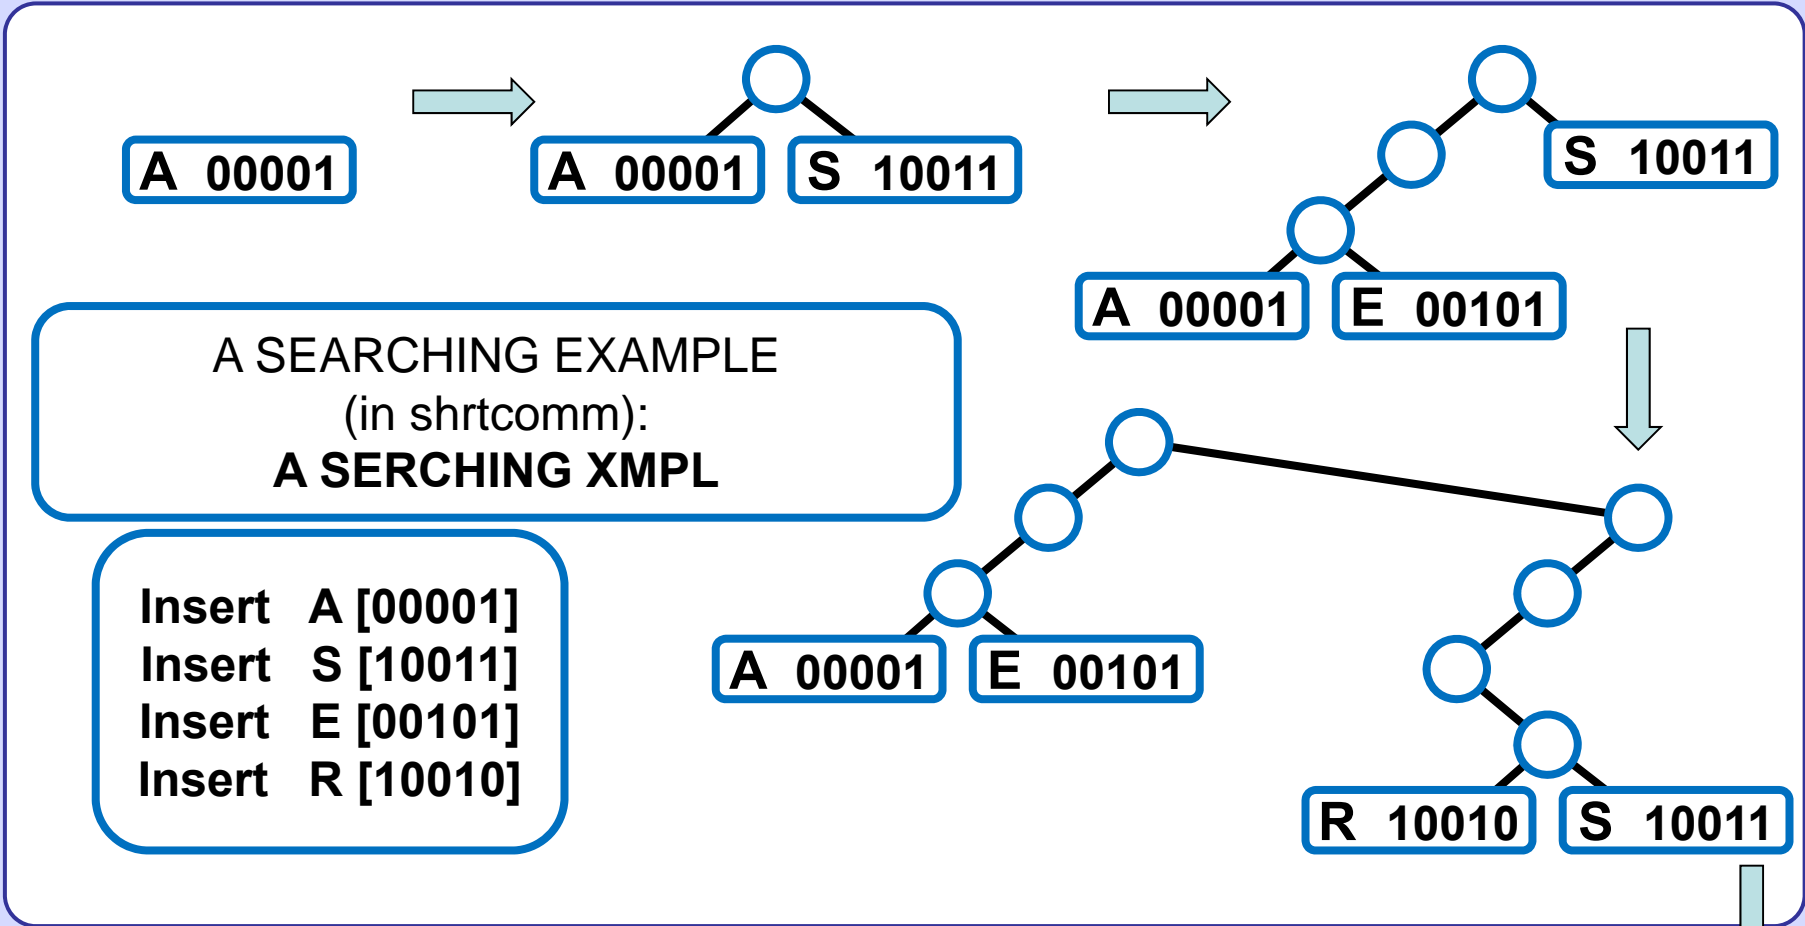 A 00001
A 00001
S 10011
S 10011
A 00001
E 00101
A SEARCHING EXAMPLE
(in shrtcomm):
A SERCHING XMPL
Insert A [00001]
Insert S [10011]
Insert E [00101]
Insert R [10010]
A 00001
E 00101
R 10010
S 10011